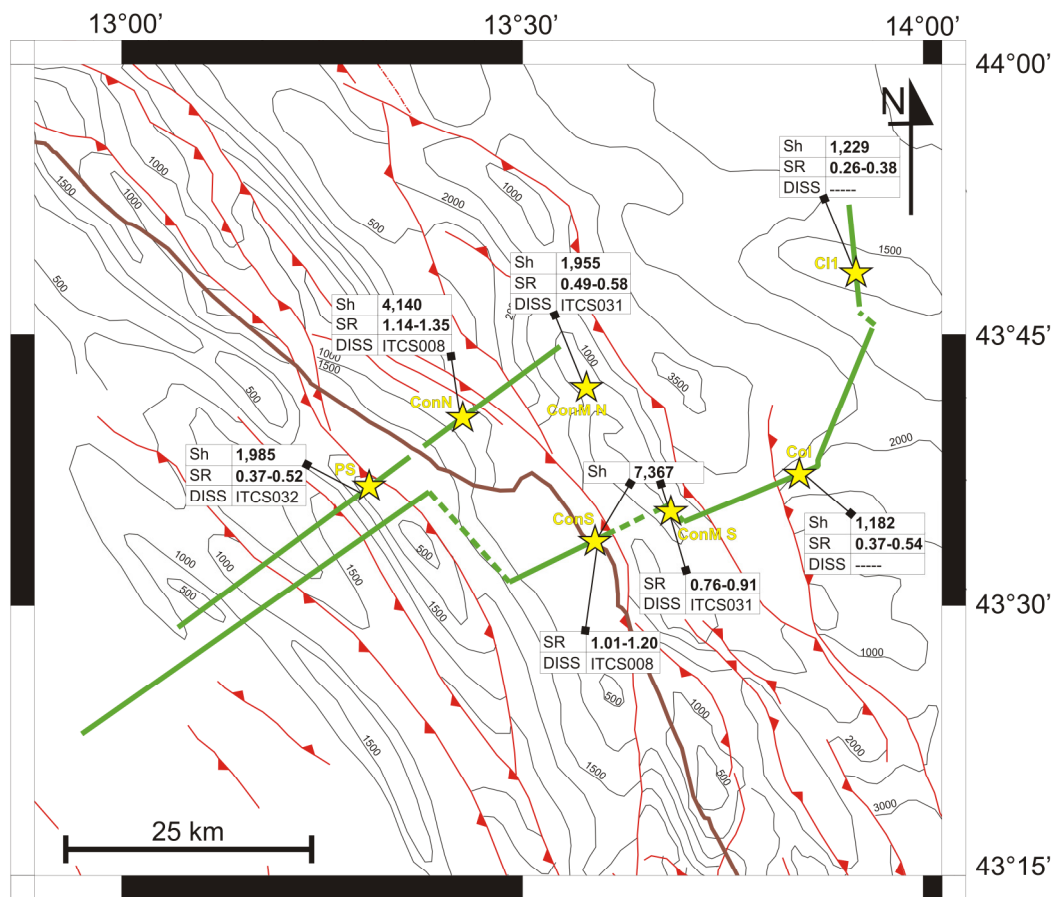 13°00’ 13°30’ 14°00’
44°00’
N
Sh 1,229
SR 0.26-0.38
DISS -----
1000
1500
1000
1000
2000
500
1500
Cl1
Sh 1,955
SR 0.49-0.58
DISS ITCS031
500
Sh 4,140
SR 1.14-1.35
DISS ITCS008
43°45’
1000
1000
1500
3500
500
ConN
ConM N
2000
Sh 1,985
SR 0.37-0.52
DISS ITCS032
PS
Sh 7,367
Col
ConS
ConM S
Sh 1,182
SR 0.37-0.54
DISS -----
1000
1000
500
500
1500
SR 0.76-0.91
DISS ITCS031
43°30’
SR 1.01-1.20
DISS ITCS008
1000
500
1000
1500
1500
2000
500
3000
25 km
43°15’